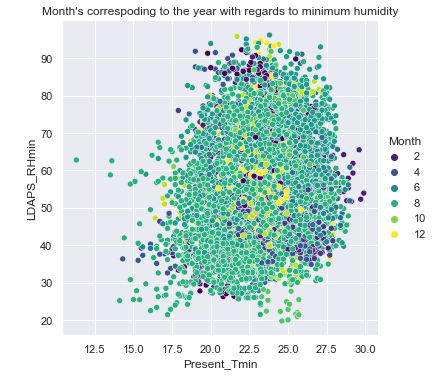 Month's correspoding to the year with regards to minimum humidity
90
80
70
60
50
40
30
20
LDAPS_RHmin
12.5 15.0 17.5 20.0 22.5 25.0 27.5 30.0
Present_Tmin
Month
2
4
6
8
10
12